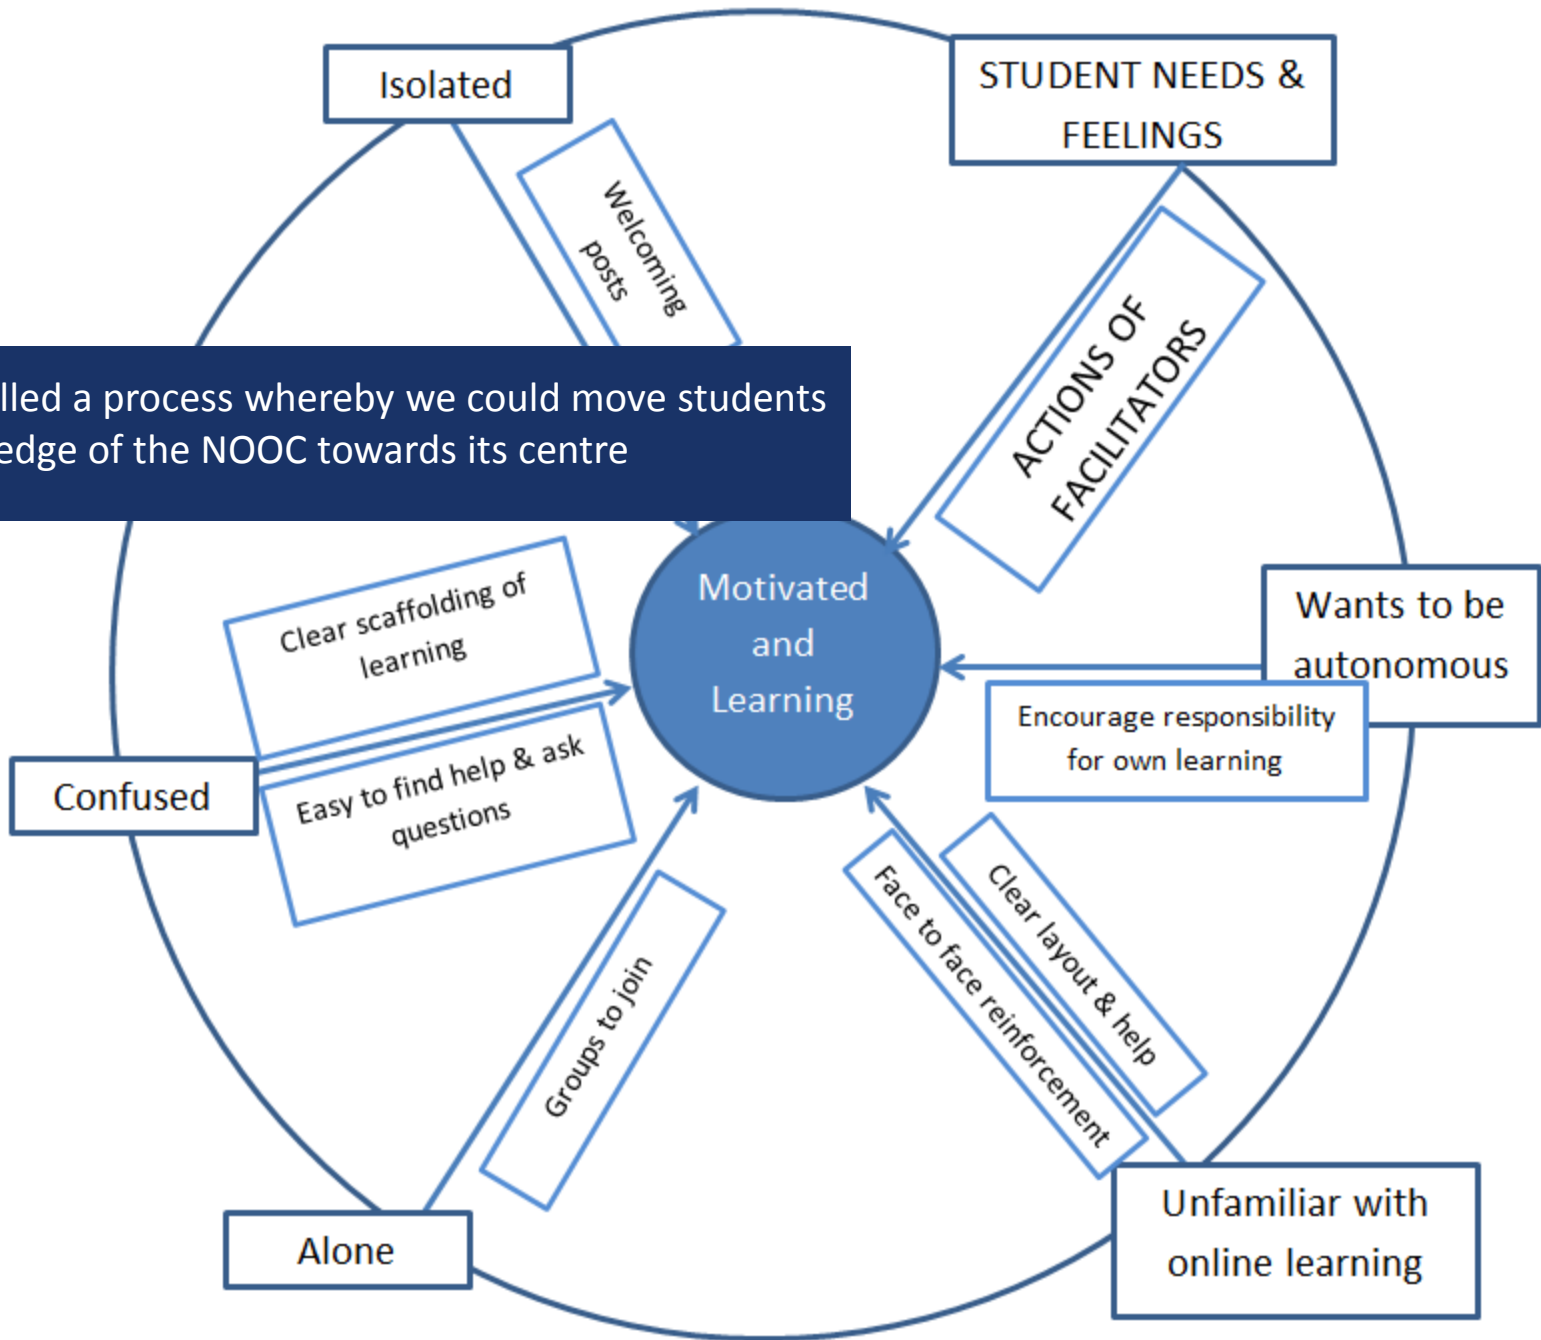 Isolated
STUDENT NEEDS &
FEELINGS
Welcoming
posts
ACTIONS OF
FACILITATORS
a process whereby we could move students
edge of the NOOC towards its centre
Motivated
and
Learning
Clear scaffolding of
learning
Wants to be
autonomous
Encourage responsibility
for own learning
Confused
Easy to find help & ask
questions
Groups to join
Face to face reinforcement
Clear layout & help
Alone
Unfamiliar with
online learning